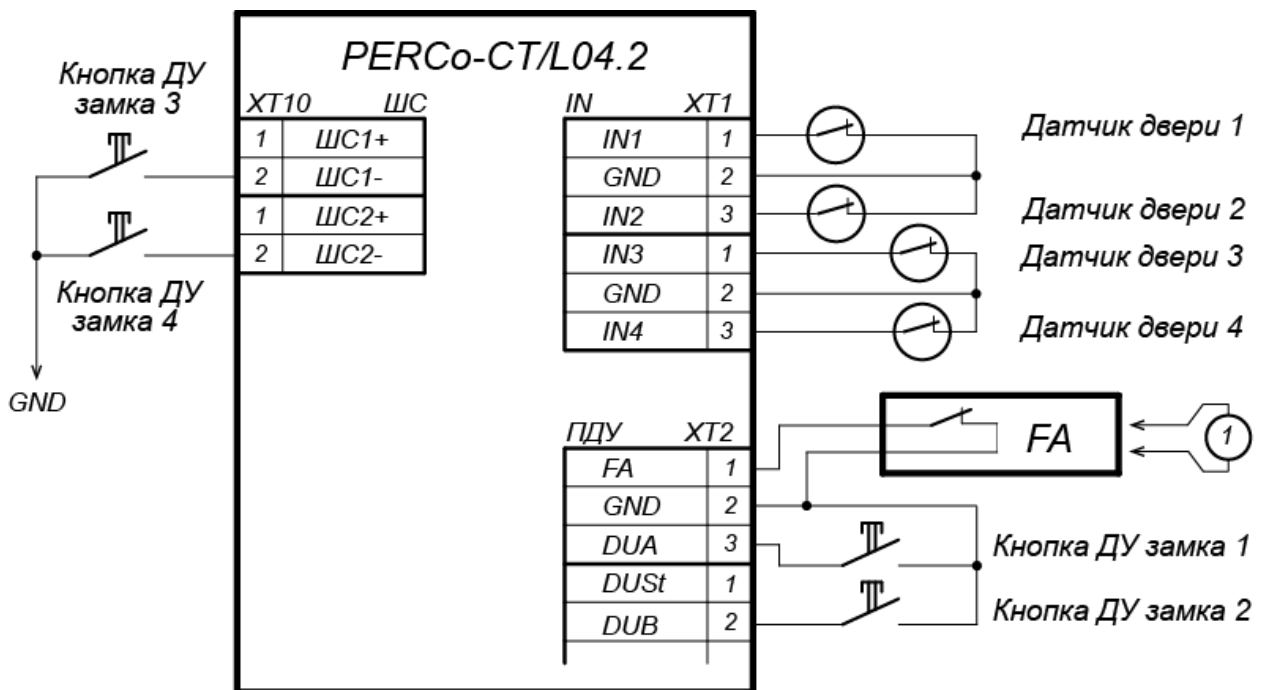 PERCo-CT/L04.2
Кнопка ДУ
замка 3
XT10 ШС
1 ШС1+
2 ШС1-
1 ШС2+
2 ШС2-
Кнопка ДУ
замка 4
GND
IN XT1
IN1 1
GND 2
IN2 3
IN3 1
GND 2
IN4 3
Датчик двери 1
Датчик двери 2
Датчик двери 3
Датчик двери 4
ПДУ XT2
FA 1
GND 2
DUA 3
DUSt 1
DUB 2
FA
1
Кнопка ДУ замка 1
Кнопка ДУ замка 2